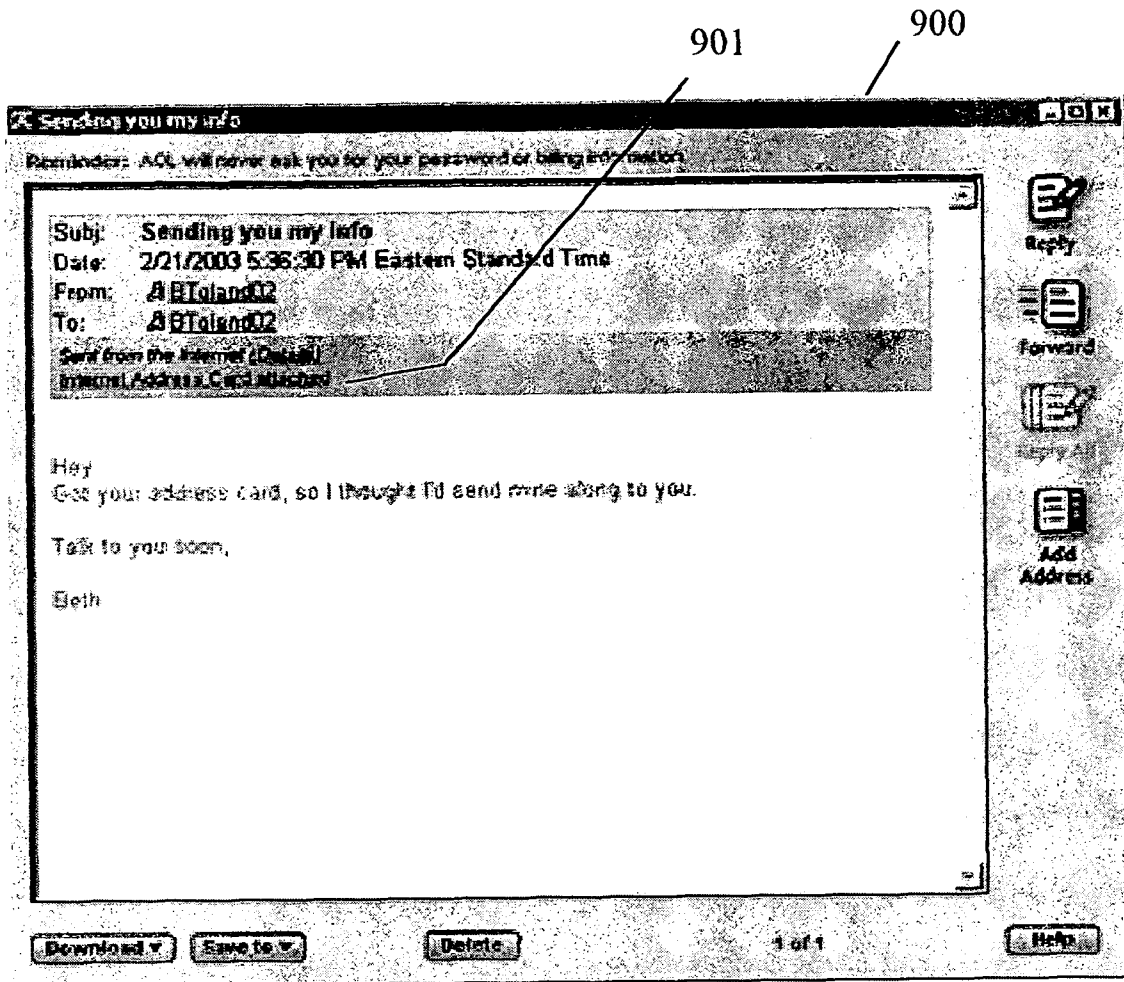 901
900
Sending you my info
Reminder: AOL will never ask you for your password or billing information.
Subj: Sending you my info
Date: 2/21/2003 5:36:30 PM Eastern Standard Time
From: BToland02
To: BToland02
Sent from the Internet (Details)
Internet Address Card attached
Hey
Got your address card, so I thought I'd send mine along to you.
Talk to you soon,
Beth
Reply
Forward
Reply All
Add
Address
Download
Save to
Delete
1 of 1
Help